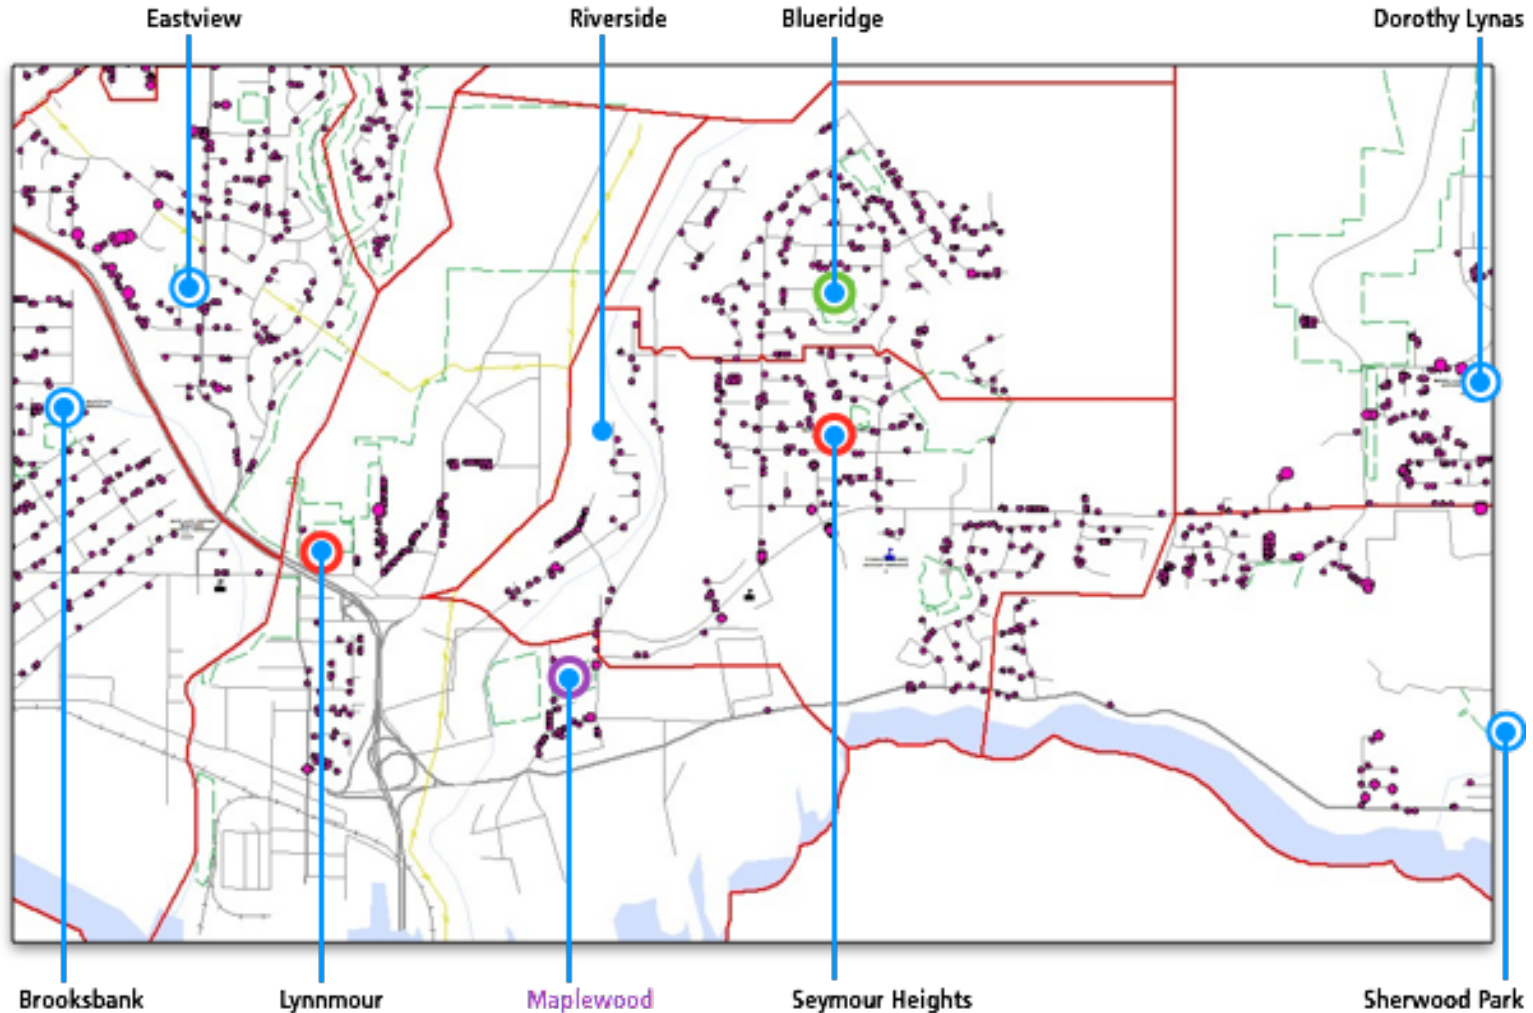 Eastview
Riverside
Blueridge
Dorothy Lynas
Brooksbank
Lynnmour
Maplewood
Seymour Heights
Sherwood Park